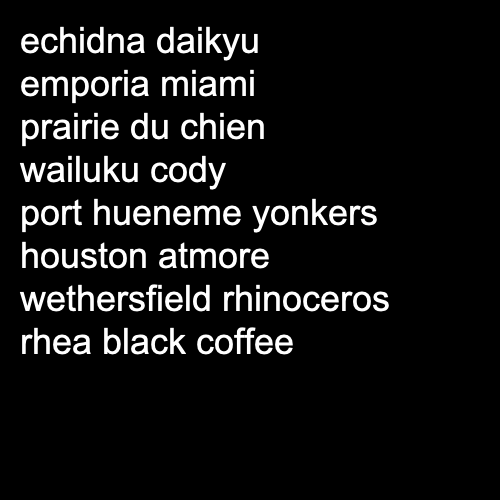 echidna daikyu
emporia miami
prairie du chien
wailuku cody
port hueneme yonkers
houston atmore
wethersfield rhinoceros
rhea black coffee